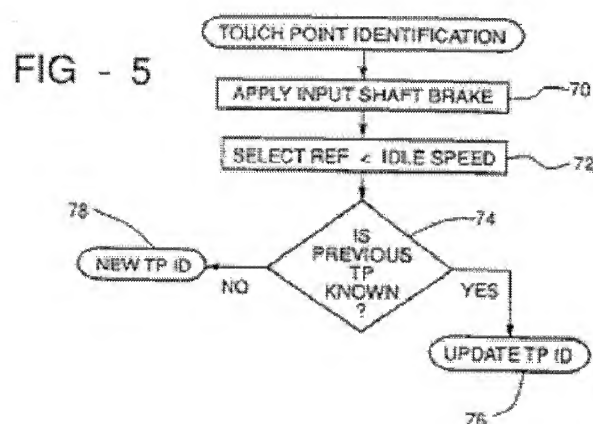 FIG - 5
TOUCH POINT IDENTIFICATION
APPLY INPUT SHAFT BRAKE
70
SELECT REF < IDLE SPEED
72
78
74
IS
PREVIOUS
TP
KNOWN
?
NEW TP ID
NO
YES
UPDATE TP ID
76